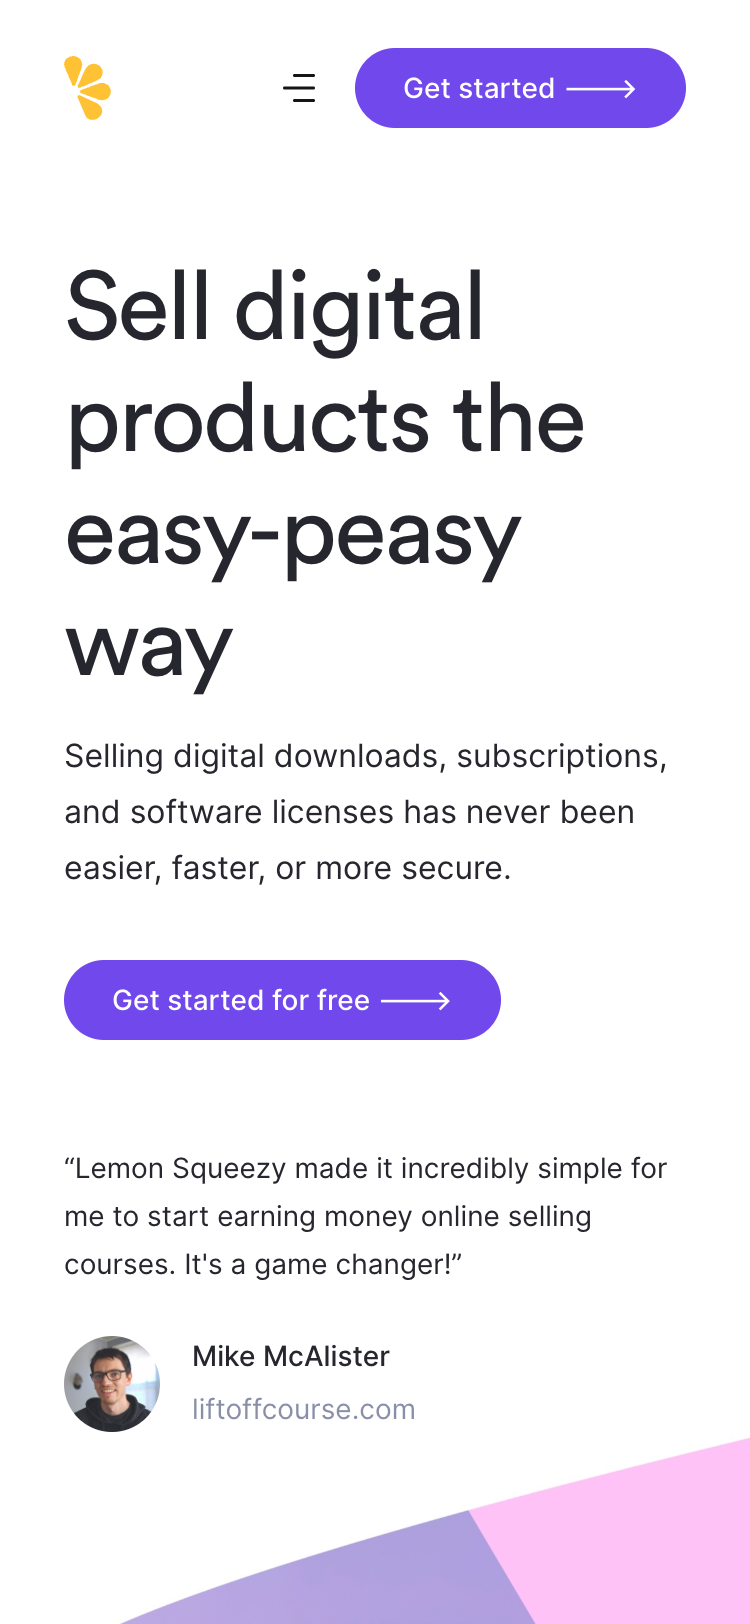 Get started
Sell digital
products the
easy-peasy
way
Selling digital downloads, subscriptions,
and software licenses has never been
easier, faster, or more secure.
Get started for free
“Lemon Squeezy made it incredibly simple for
me to start earning money online selling
courses. It's a game changer!”
Mike McAlister
liftoffcourse.com